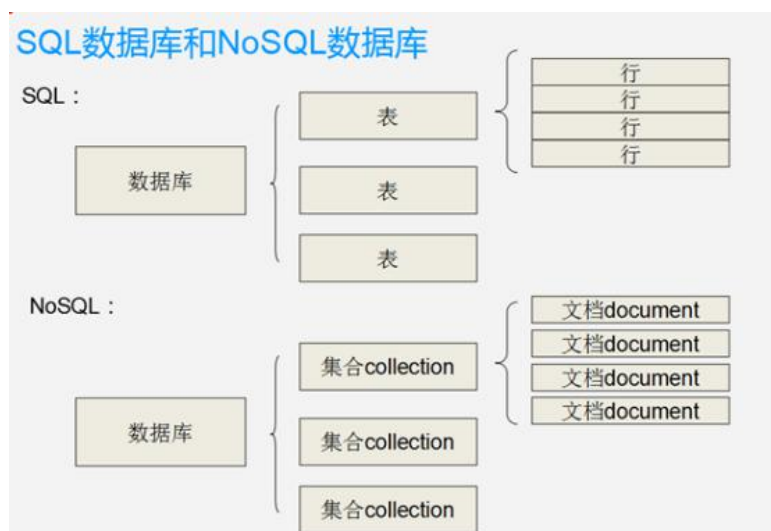 SQL数据库和NoSQL数据库
SQL：
数据库
表
表
表
行
行
行
行
NoSQL：
数据库
集合collection
集合collection
集合collection
文档document
文档document
文档document
文档document